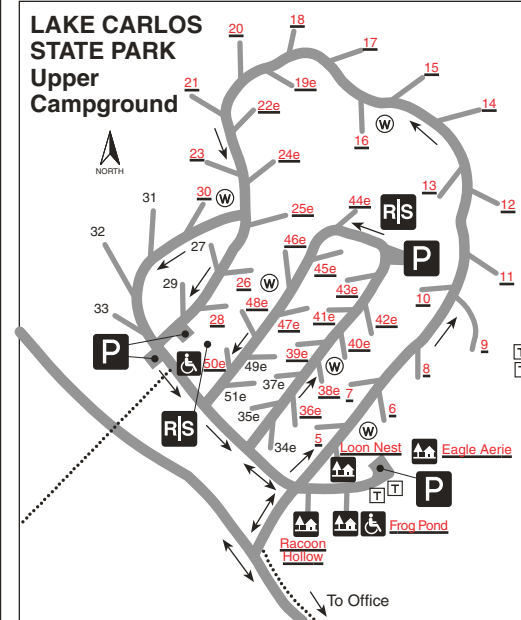 LAKE CARLOS
STATE PARK
Upper
Campground
NORTH
18
20
17
19e
15
21
22e
14
W
16
23
24e
13
30
W
12
31
25e
44e
R|S
32
27
46e
P
45e
11
29
26
W
43e
10
48e
33
28
47e
41e
42e
P
39e
40e
9
50e
49e
W
8
37e
38e
7
51e
6
35e
36e
R|S
W
5
34e
Loon Nest
Eagle Aerie
T
T
P
T
T
Frog Pond
Racoon
Hollow
To Office